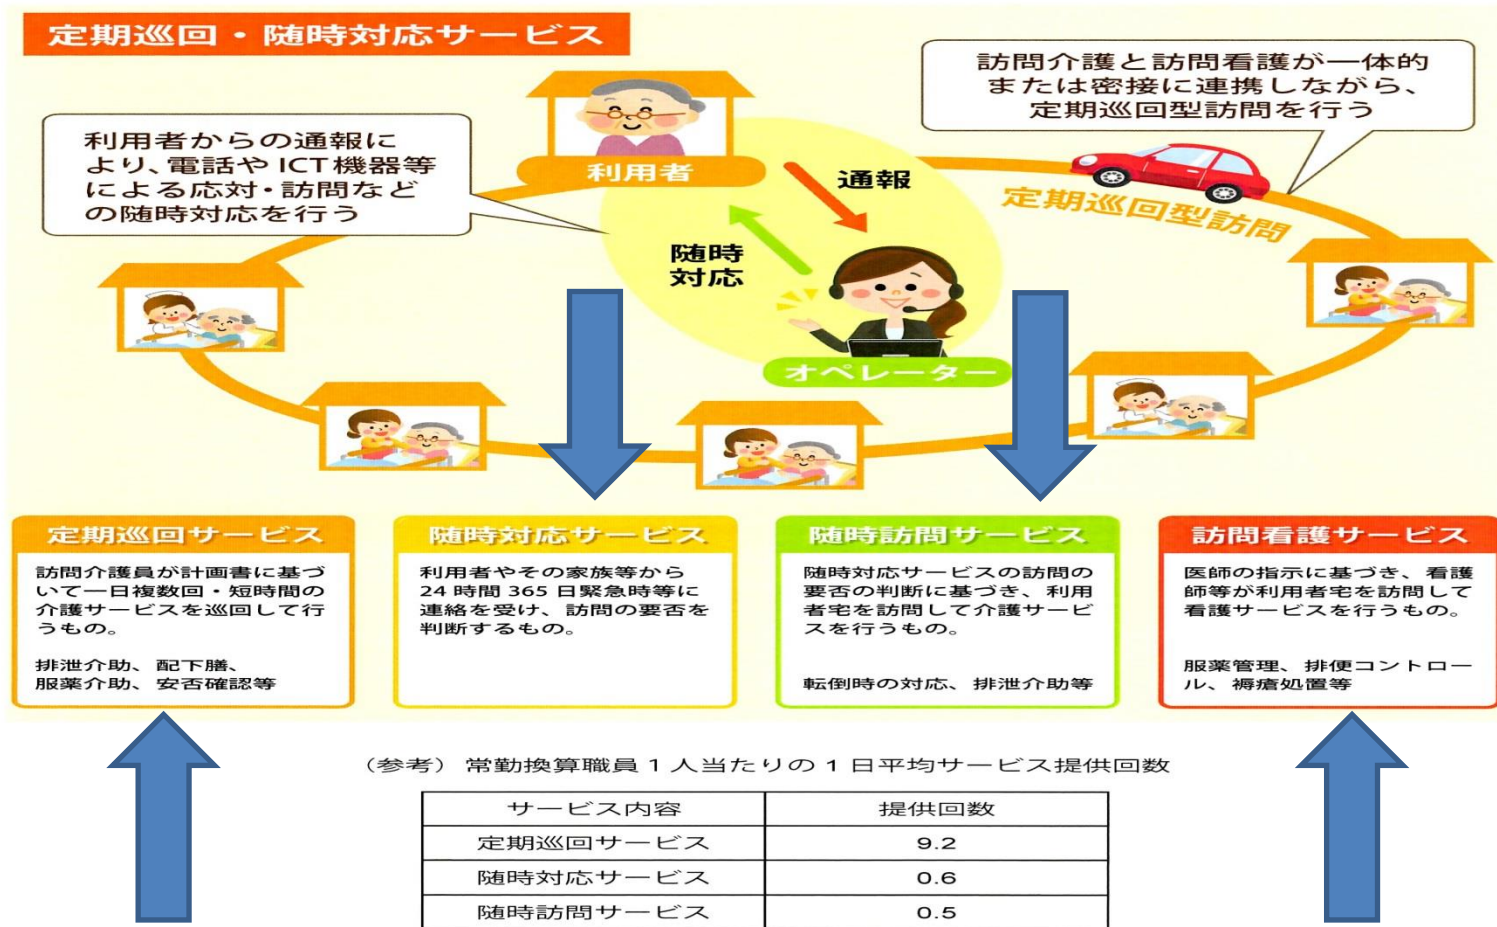 定期巡回・随時対応サービス
訪問介護と訪問看護が一体的
または密接に連携しながら、
定期巡回型訪問を行う
利用者からの通報に
より、電話やICT機器等
による応対・訪問など
の随時対応を行う
利用者
通報
定期巡回型訪問
随時
対応
オペレーター
定期巡回サービス
訪問介護員が計画書に基づ
いて一日複数回・短時間の
介護サービスを巡回して行
うもの。
排泄介助、配下膳、
服薬介助、安否確認等
随時対応サービス
利用者やその家族等から
24時間365日緊急時等に
連絡を受け、訪問の要否を
判断するもの。
随時訪問サービス
随時対応サービスの訪問の
要否の判断に基づき、利用
者宅を訪問して介護サービ
スを行うもの。
転倒時の対応、排泄介助等
訪問看護サービス
医師の指示に基づき、看護
師等が利用者宅を訪問して
看護サービスを行うもの。
服薬管理、排便コントロー
ル、褥瘡処置等
（参考） 常勤換算職員1人当たりの1日平均サービス提供回数
サービス内容 提供回数
定期巡回サービス 9.2
随時対応サービス 0.6
随時訪問サービス 0.5